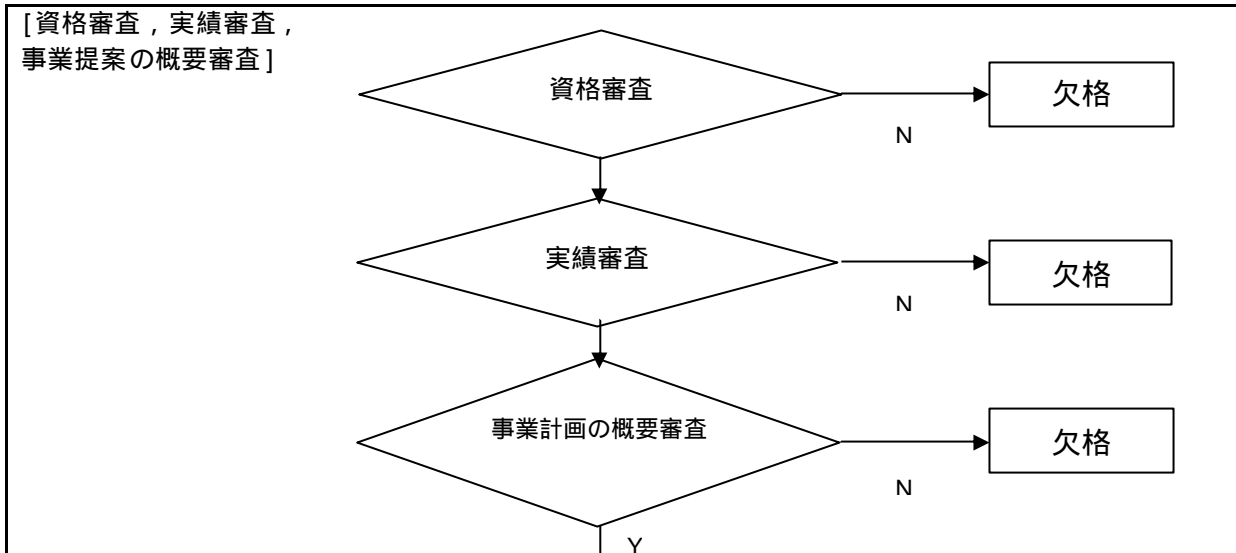 [資格審査，実績審査，
事業提案の概要審査]
資格審査
欠格
N
実績審査
欠格
N
事業計画の概要審査
欠格
N
Y